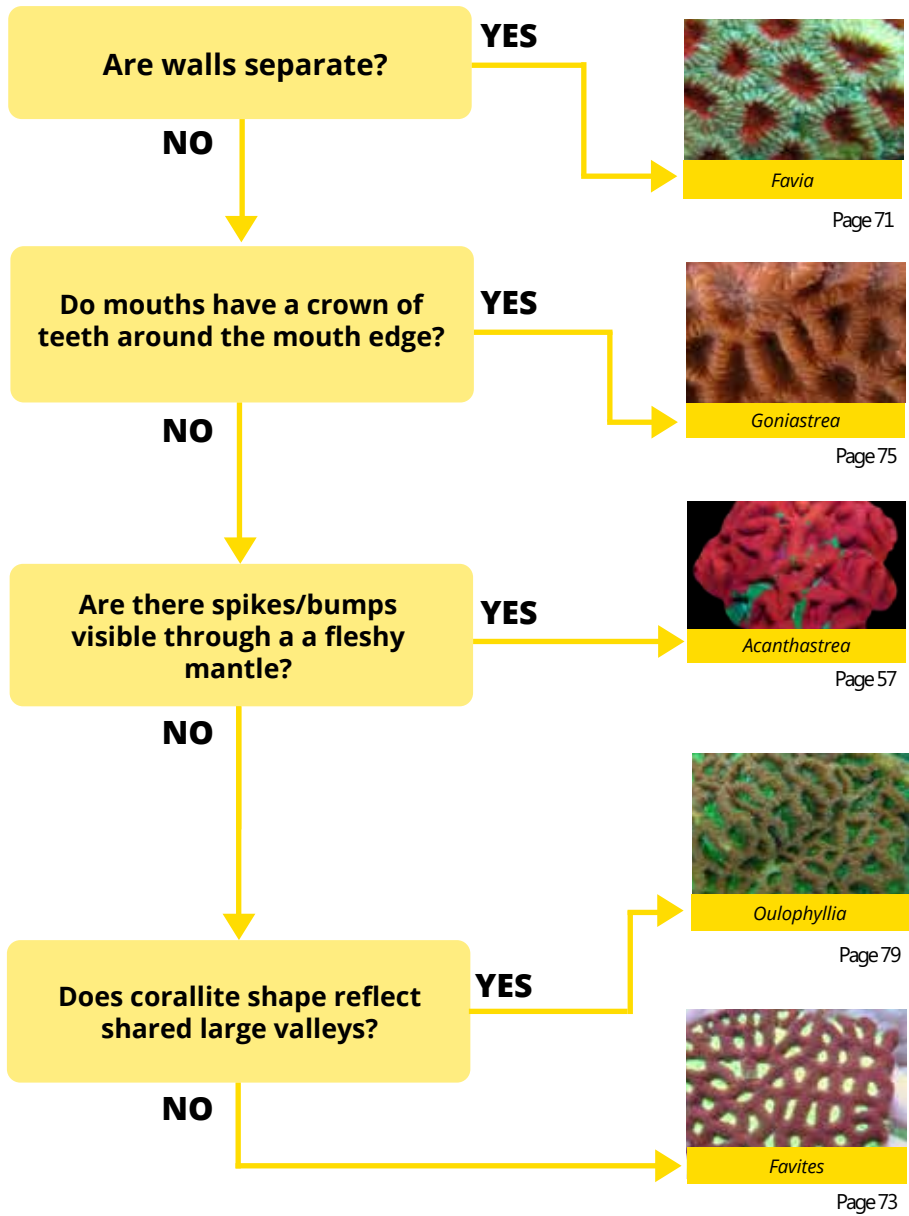 Are walls separate?
YES
Favia
Page 71
NO
Do mouths have a crown of
teeth around the mouth edge?
YES
Goniastrea
Page 75
NO
Are there spikes/bumps
visible through a a fleshy
mantle?
YES
Acanthastrea
Page 57
NO
Does corallite shape reflect
shared large valleys?
YES
Oulophyllia
Page 79
NO
Favites
Page 73